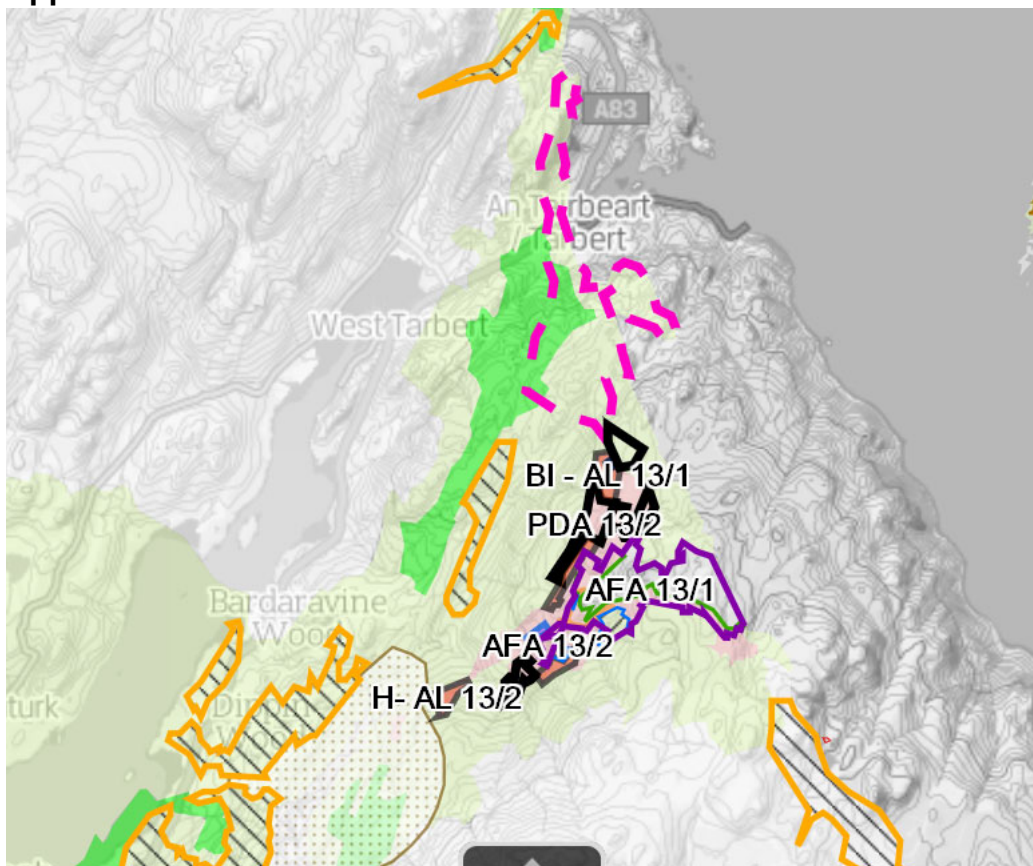 A83
An Tairbeart
/ Tarbert
West Tarbert
BI - AL 13/1
PDA 13/2
AFA 13/1
Bardaravine
Wood
AFA 13/2
H- AL 13/2
turk